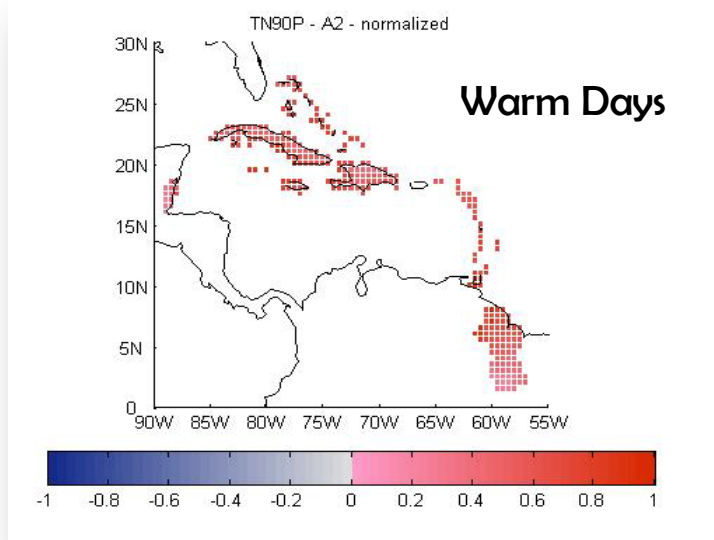 TN90P - A2 - normalized
Warm Days
30N
25N
20N
15N
10N
5N
0
90W 85W 80W 75W 70W 65W 60W 55W
-1 -0.8 -0.6 -0.4 -0.2 0 0.2 0.4 0.6 0.8 1